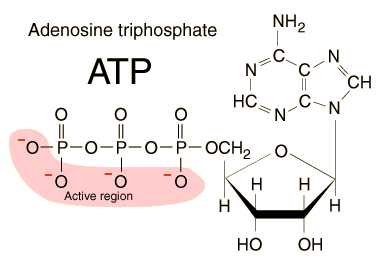 Adenosine triphosphate
ATP
NH2
N
C
C
N
HC
N
C
N
CH
O
O
O
-O
P
O
P
O
P
OCH2
-O
-O
-O
Active region
O
H
H
H
H
HO
OH